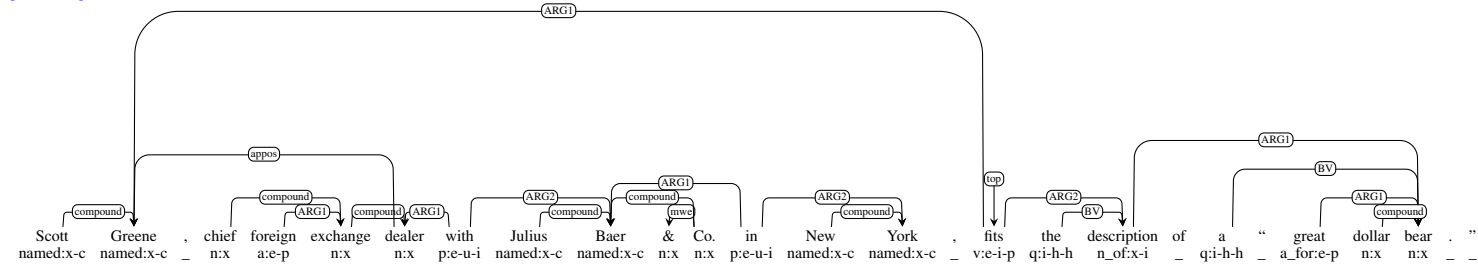 ARG1
appos
ARG1
top
BV
compound
ARG2
ARG1
compound
ARG2
ARG2
ARG1
compound
ARG1
compound
ARG1
compound
mwe
compound
BV
compound
Scott Greene , chief foreign exchange dealer with Julius Baer & Co. in New York , fits the description of a “ great dollar bear . ”
named:x-c named:x-c _ n:x a:e-p n:x n:x p:e-u-i named:x-c named:x-c n:x n:x p:e-u-i named:x-c named:x-c _ v:e-i-p q:i-h-h n_of:x-i _ q:i-h-h _ a_for:e-p n:x n:x _ _